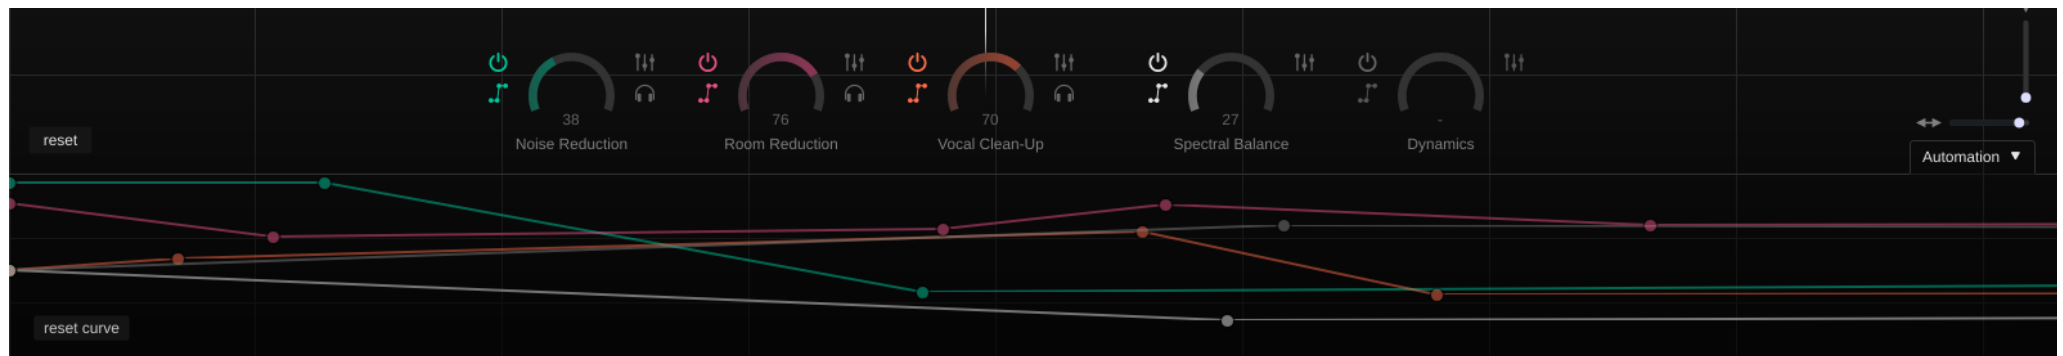 38 76 70 27 -
reset Noise Reduction Room Reduction Vocal Clean-Up Spectral Balance Dynamics
Automation ▼
reset curve